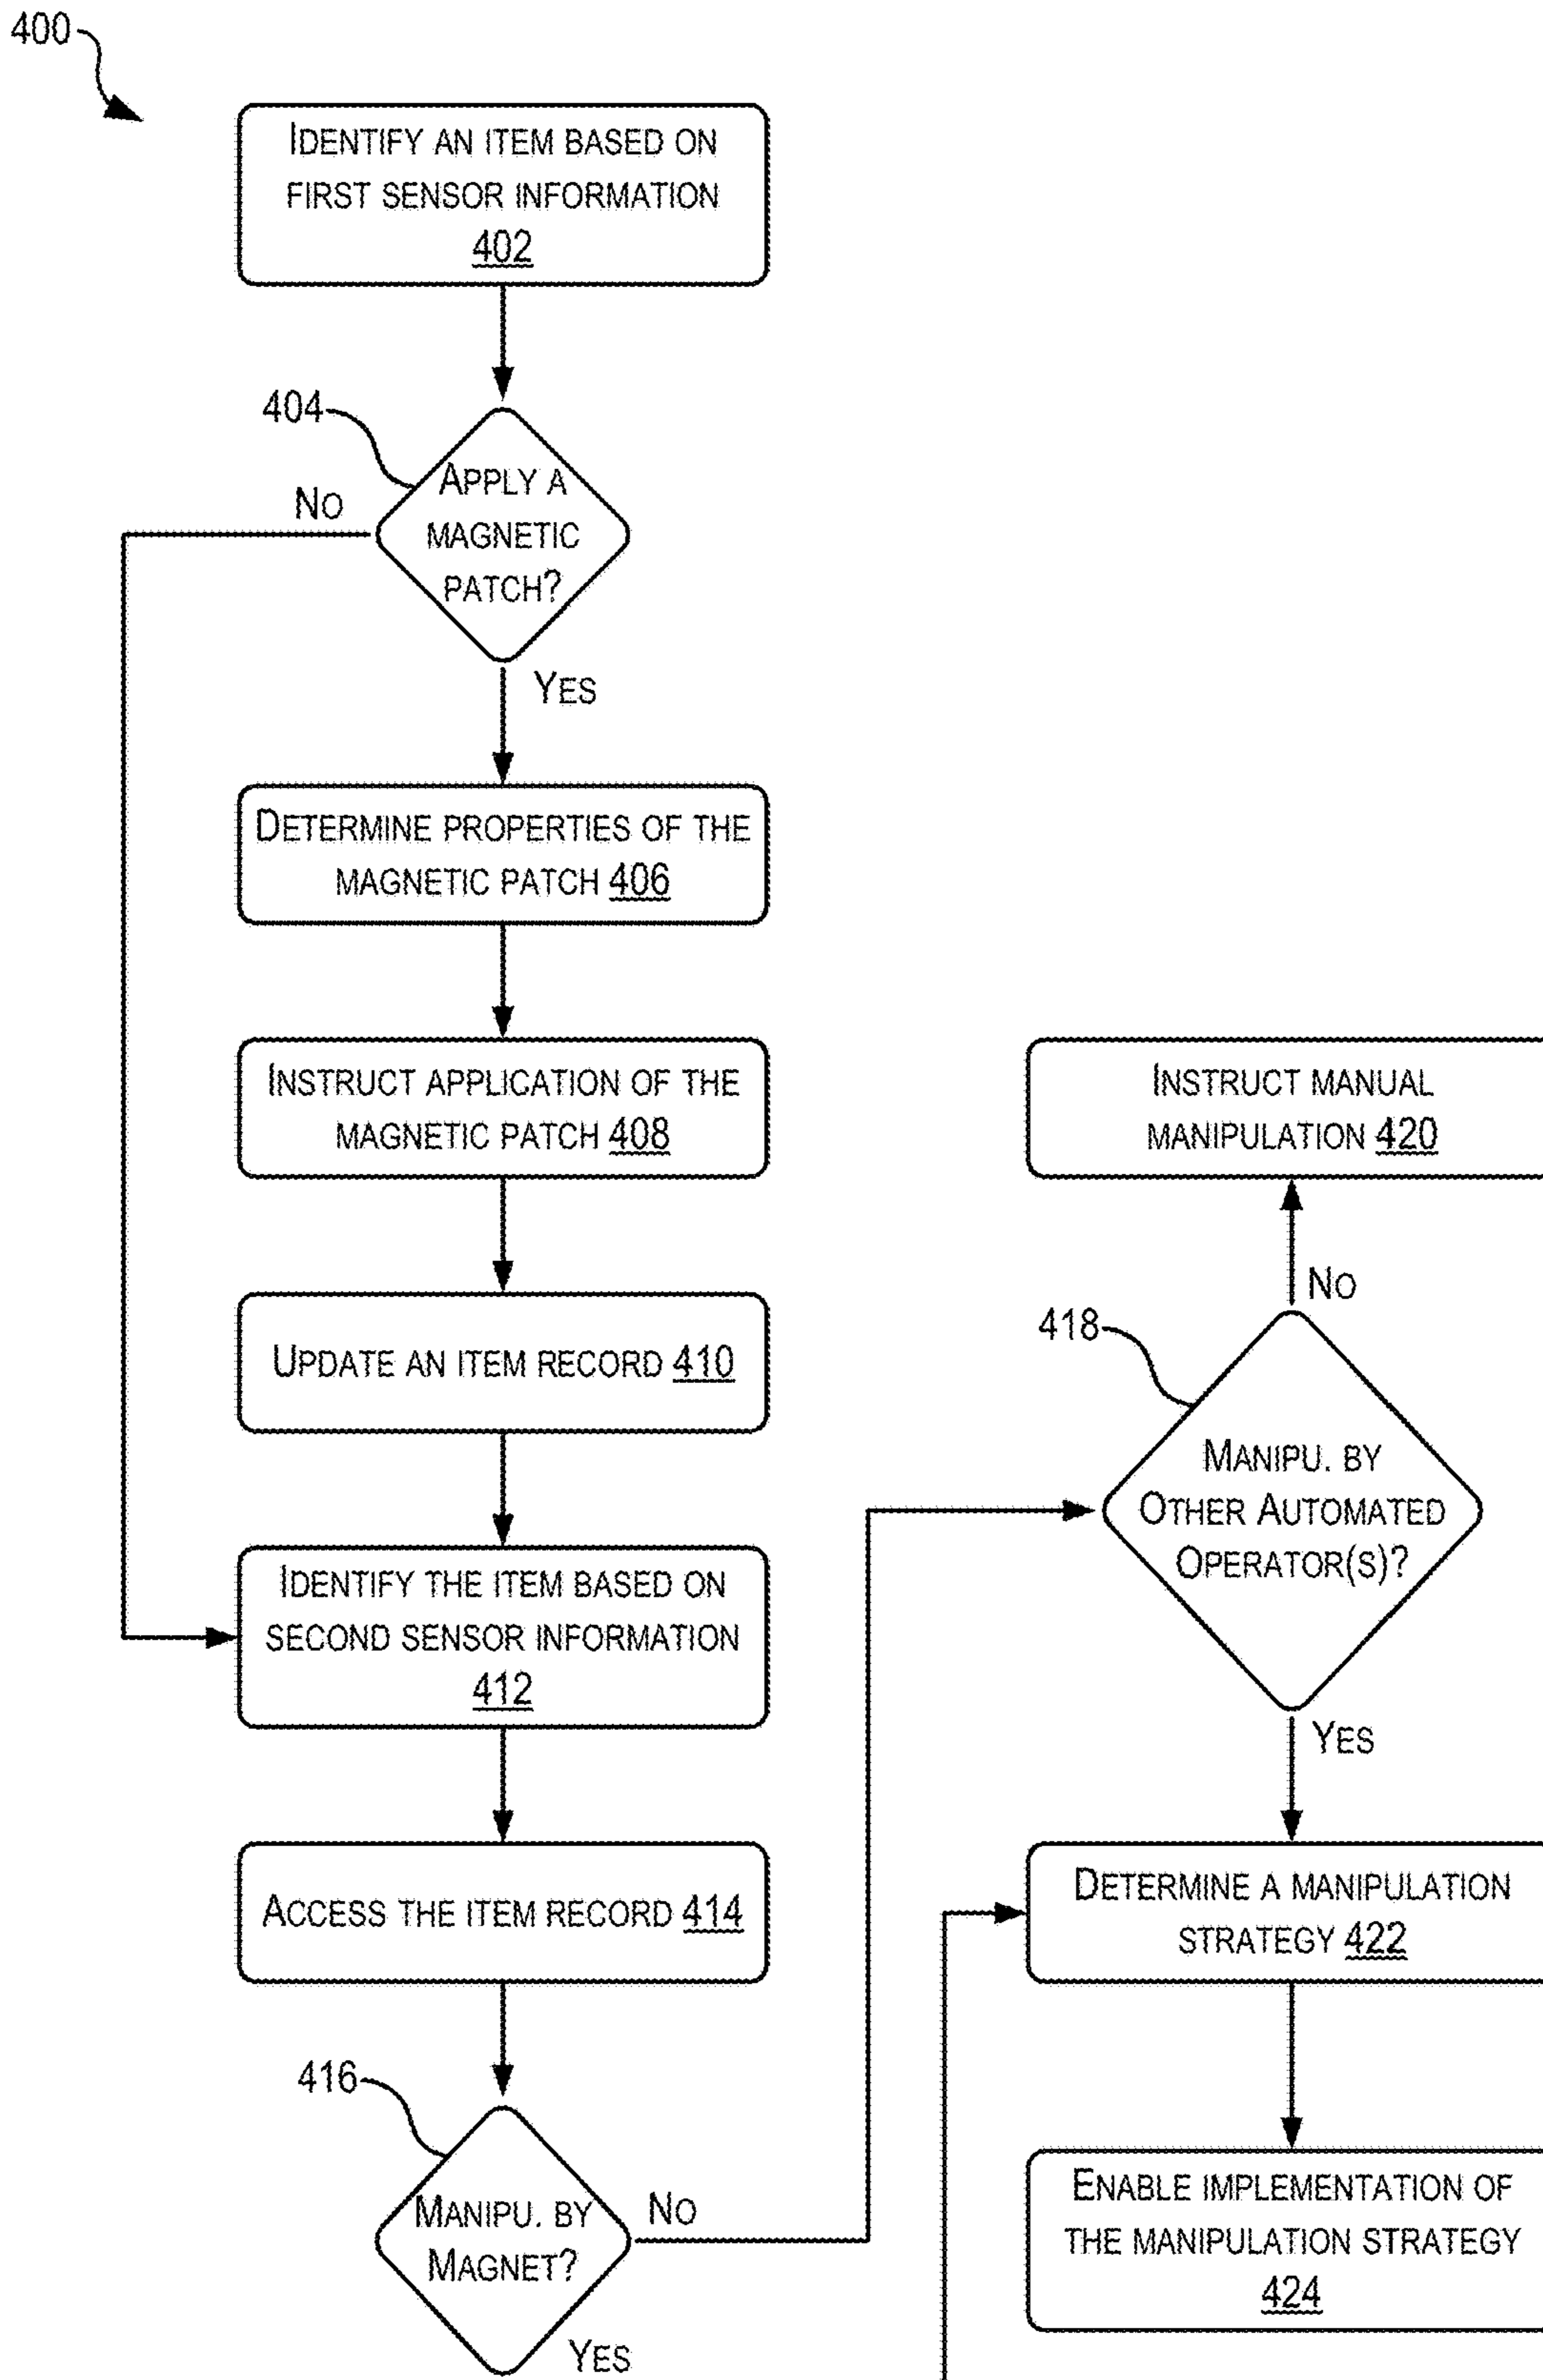 400
IDENTIFY AN ITEM BASED ON
FIRST SENSOR INFORMATION
402
404
APPLY A
MAGNETIC
PATCH?
NO
YES
DETERMINE PROPERTIES OF THE
MAGNETIC PATCH 406
INSTRUCT APPLICATION OF THE
MAGNETIC PATCH 408
UPDATE AN ITEM RECORD 410
IDENTIFY THE ITEM BASED ON
SECOND SENSOR INFORMATION
412
ACCESS THE ITEM RECORD 414
416
MANIPU. BY
MAGNET?
NO
YES
INSTRUCT MANUAL
MANIPULATION 420
NO
418
MANIPU. BY
OTHER AUTOMATED
OPERATOR(S)?
YES
DETERMINE A MANIPULATION
STRATEGY 422
ENABLE IMPLEMENTATION OF
THE MANIPULATION STRATEGY
424